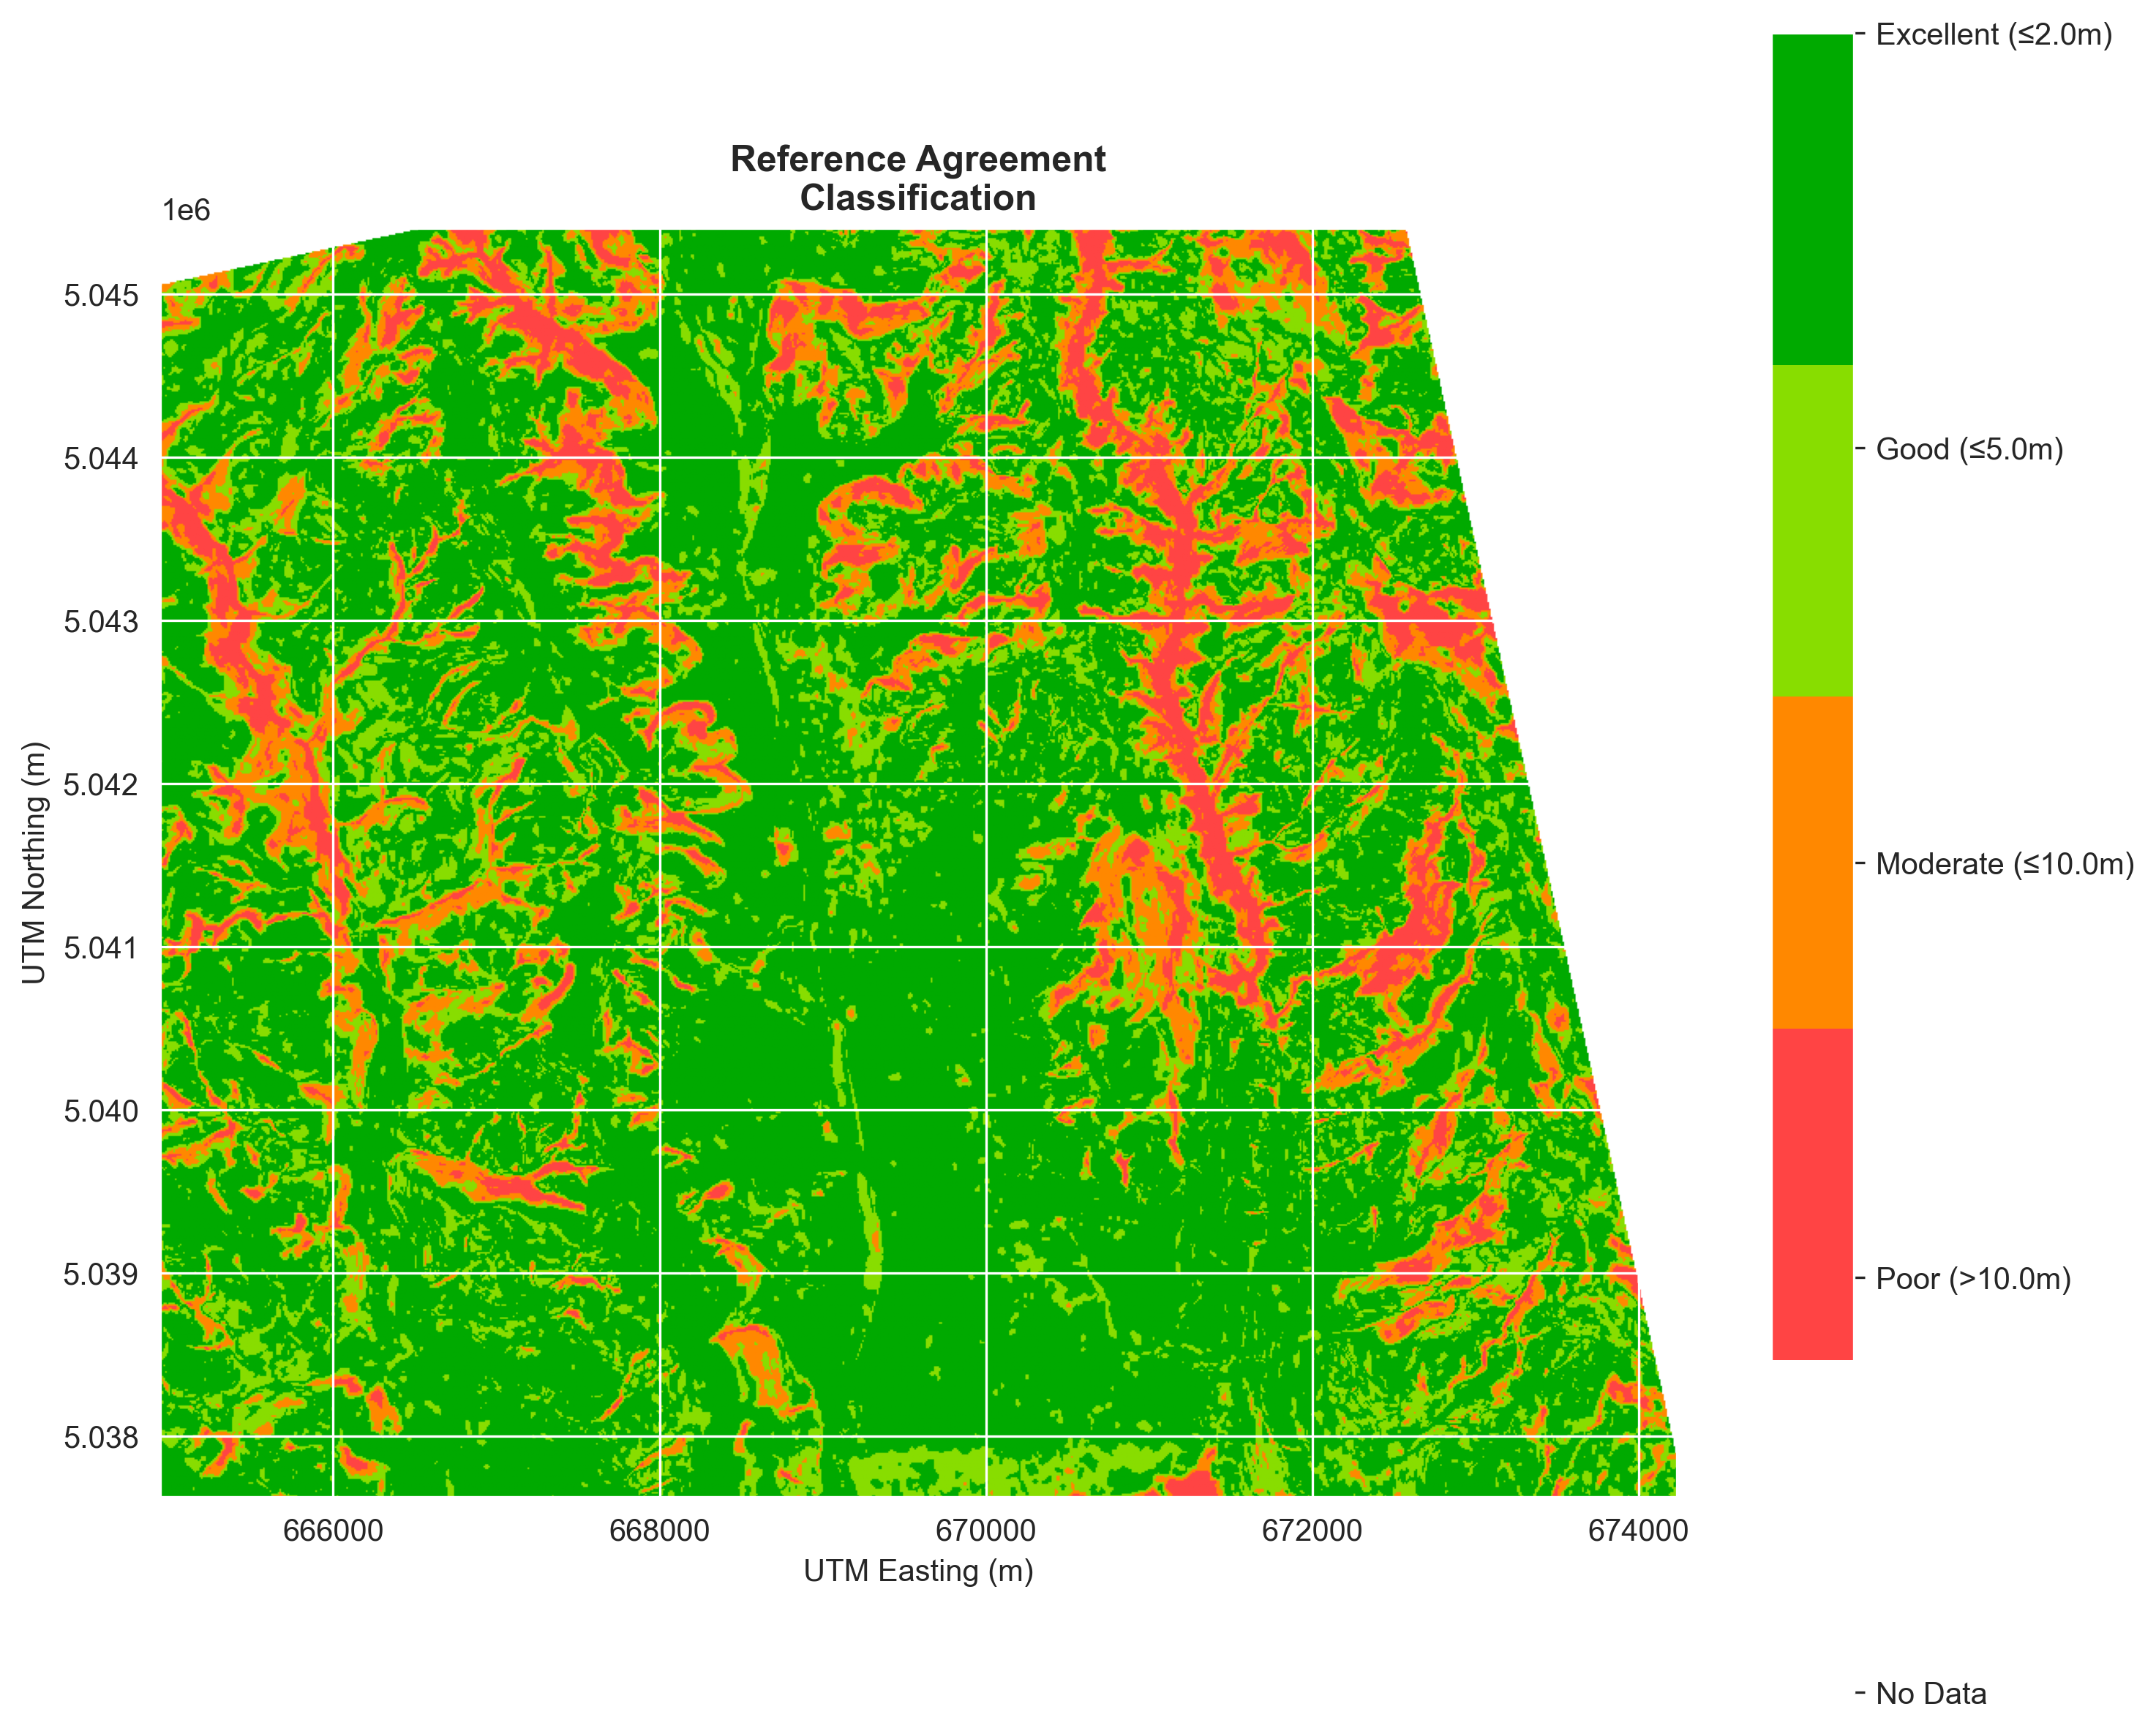 Reference Agreement
Classification
1e6
5.045
5.044
5.043
5.042
5.041
5.040
5.039
5.038
UTM Northing (m)
666000
668000
670000
672000
674000
UTM Easting (m)
Excellent (≤2.0m)
Good (≤5.0m)
Moderate (≤10.0m)
Poor (>10.0m)
No Data